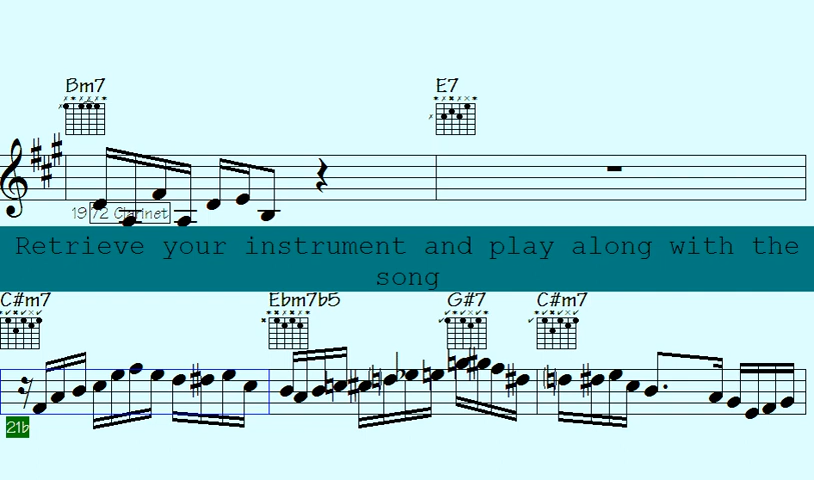 Bm7 E7
1972 Clarinet
Retrieve your instrument and play along with the
song
C#m7 Ebm7b5 G#7 C#m7
21b